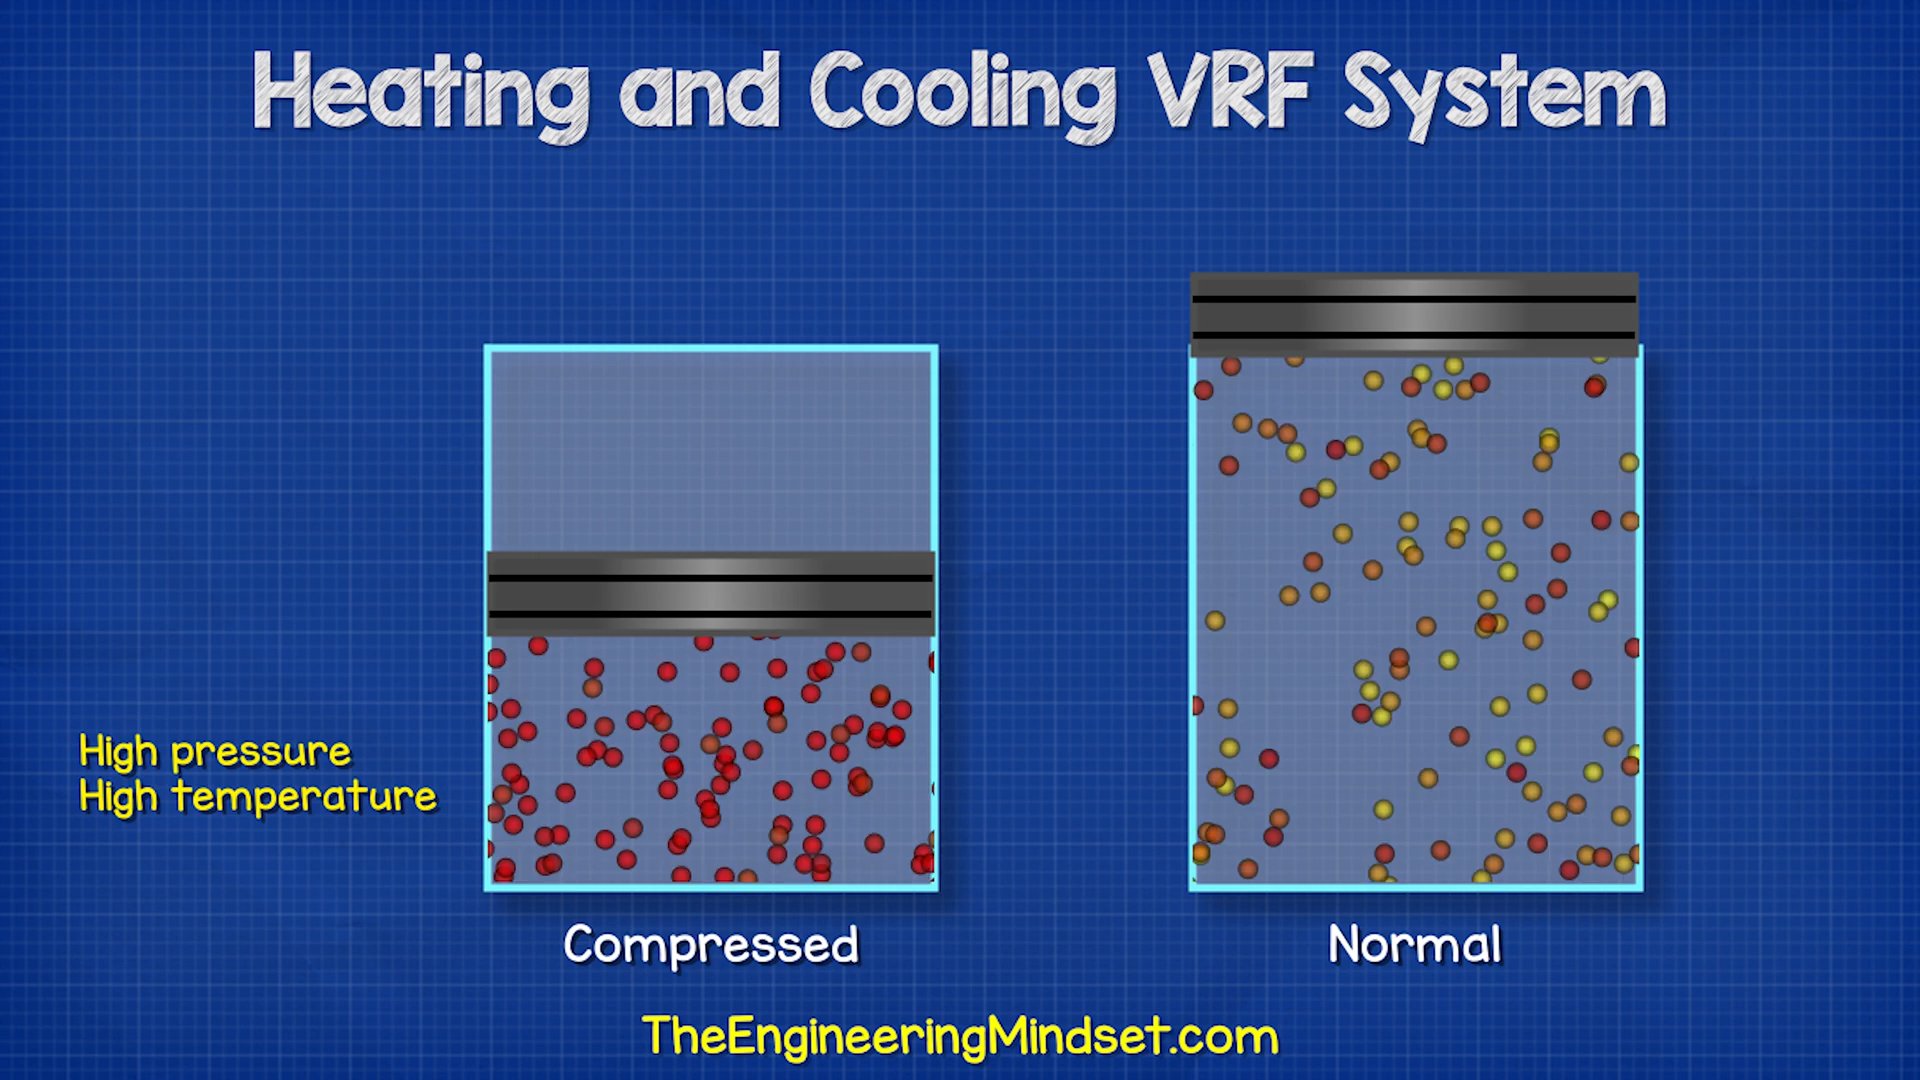 Heating and Cooling VRF System
High pressure
High temperature
Compressed
Normal
TheEngineeringMindset.com